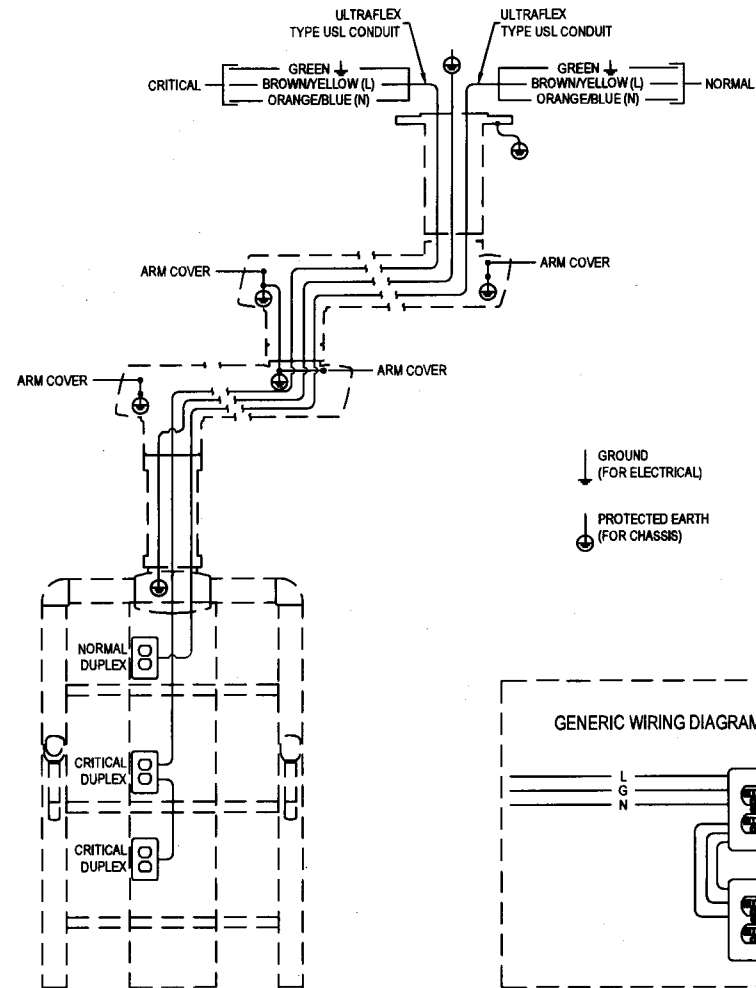 ULTRAFLEX
TYPE USL CONDUIT
ULTRAFLEX
TYPE USL CONDUIT
CRITICAL
GREEN
BROWN/YELLOW (L)
ORANGE/BLUE (N)
GREEN
BROWN/YELLOW (L)
ORANGE/BLUE (N)
NORMAL
ARM COVER
ARM COVER
ARM COVER
ARM COVER
GROUND
(FOR ELECTRICAL)
PROTECTED EARTH
(FOR CHASSIS)
NORMAL
DUPLEX
CRITICAL
DUPLEX
CRITICAL
DUPLEX
GENERIC WIRING DIAGRAM
L
G
N